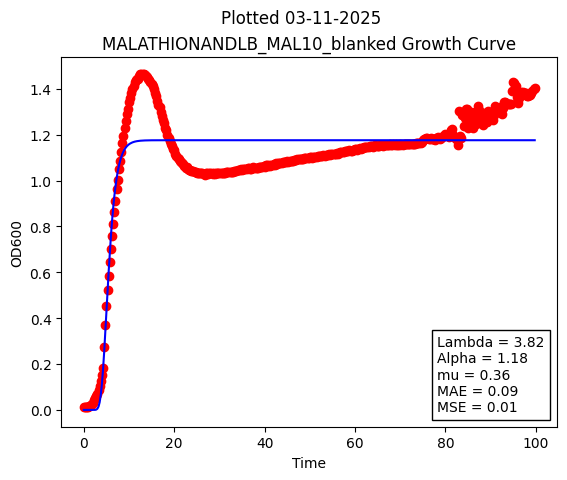 Plotted 03-11-2025
MALATHIONANDLB_MAL10_blanked Growth Curve
OD600
1.4
1.2
1.0
0.8
0.6
0.4
0.2
0.0
Lambda = 3.82
Alpha = 1.18
mu = 0.36
MAE = 0.09
MSE = 0.01
0 20 40 60 80 100
Time